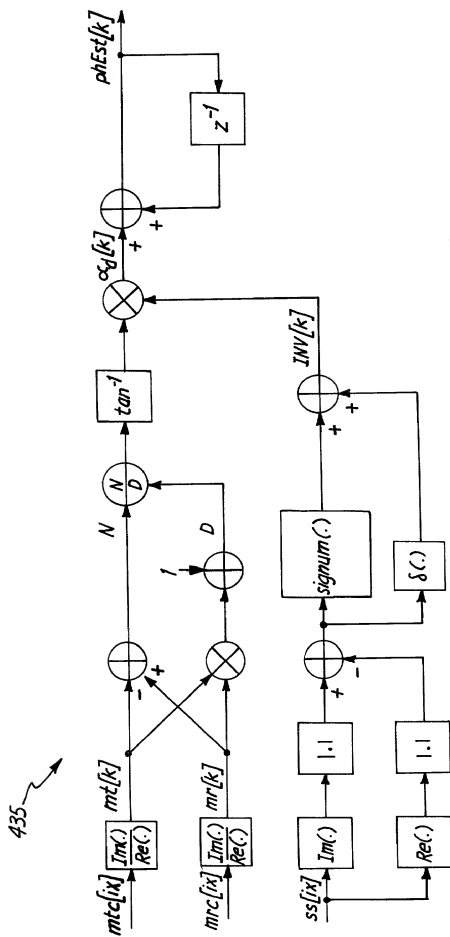 435
mtc[ix]
Im(.)
Re(.)
mt[k]
-
+
N
N
D
tan⁻¹
∝d[k]
+
+
phEst[k]
z⁻¹
mrc[ix]
Im(.)
Re(.)
mr[k]
1
D
ss[ix]
Im(.)
|.|
+
-
signum(.)
+
+
INV[k]
Re(.)
|.|
δ(.)